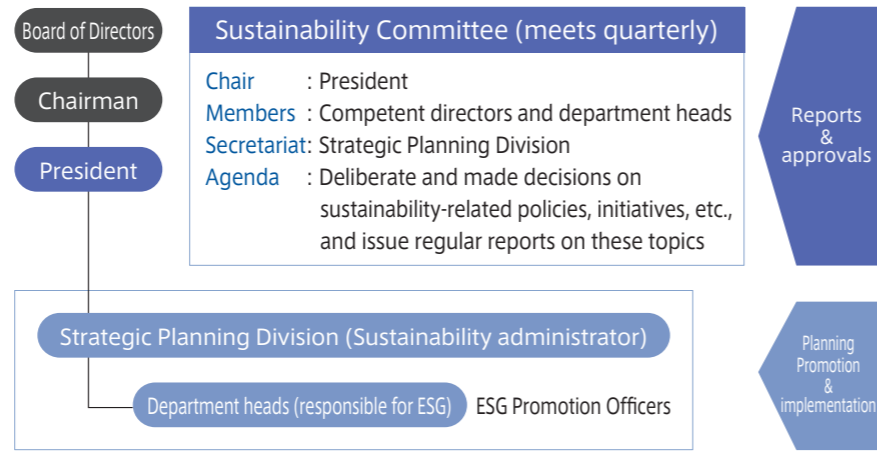 Board of Directors
Chairman
President
Sustainability Committee (meets quarterly)
Chair : President
Members : Competent directors and department heads
Secretariat: Strategic Planning Division
Agenda : Deliberate and made decisions on
sustainability-related policies, initiatives, etc.,
and issue regular reports on these topics
Reports
&
approvals
Strategic Planning Division (Sustainability administrator)
Department heads (responsible for ESG) ESG Promotion Officers
Planning
Promotion
&
implementation